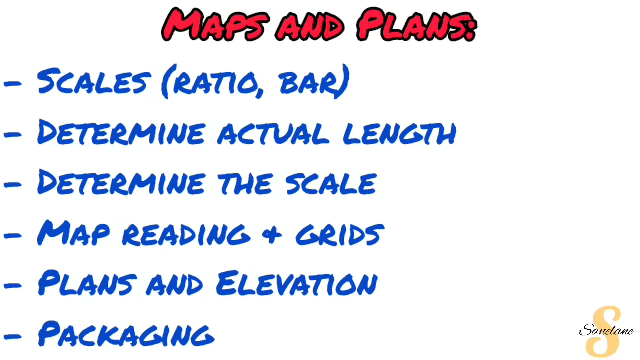 Maps and Plans:
- Scales (ratio, bar)
- Determine actual length
- Determine the scale
- Map reading & grids
- Plans and Elevation
- Packaging